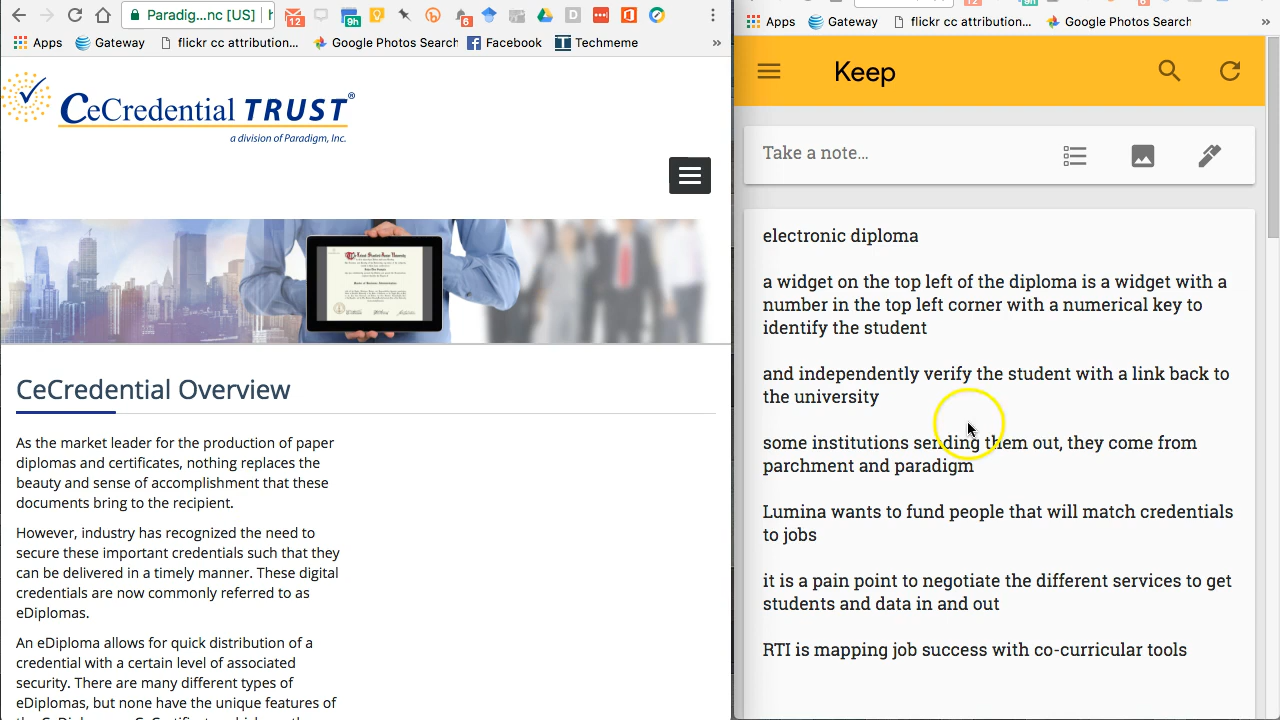 Paradig...nc [US]
12
9h
6
Apps
Gateway
flickr cc attribution...
Google Photos Search
Facebook
Techmeme
»
CeCredential TRUST®
a division of Paradigm, Inc.
CeCredential Overview
As the market leader for the production of paper
diplomas and certificates, nothing replaces the
beauty and sense of accomplishment that these
documents bring to the recipient.
However, industry has recognized the need to
secure these important credentials such that they
can be delivered in a timely manner. These digital
credentials are now commonly referred to as
eDiplomas.
An eDiploma allows for quick distribution of a
credential with a certain level of associated
security. There are many different types of
eDiplomas, but none have the unique features of
Apps
Gateway
flickr cc attribution...
Google Photos Search
»
Keep
Take a note...
electronic diploma
a widget on the top left of the diploma is a widget with a
number in the top left corner with a numerical key to
identify the student
and independently verify the student with a link back to
the university
some institutions sending them out, they come from
parchment and paradigm
Lumina wants to fund people that will match credentials
to jobs
it is a pain point to negotiate the different services to get
students and data in and out
RTI is mapping job success with co-curricular tools